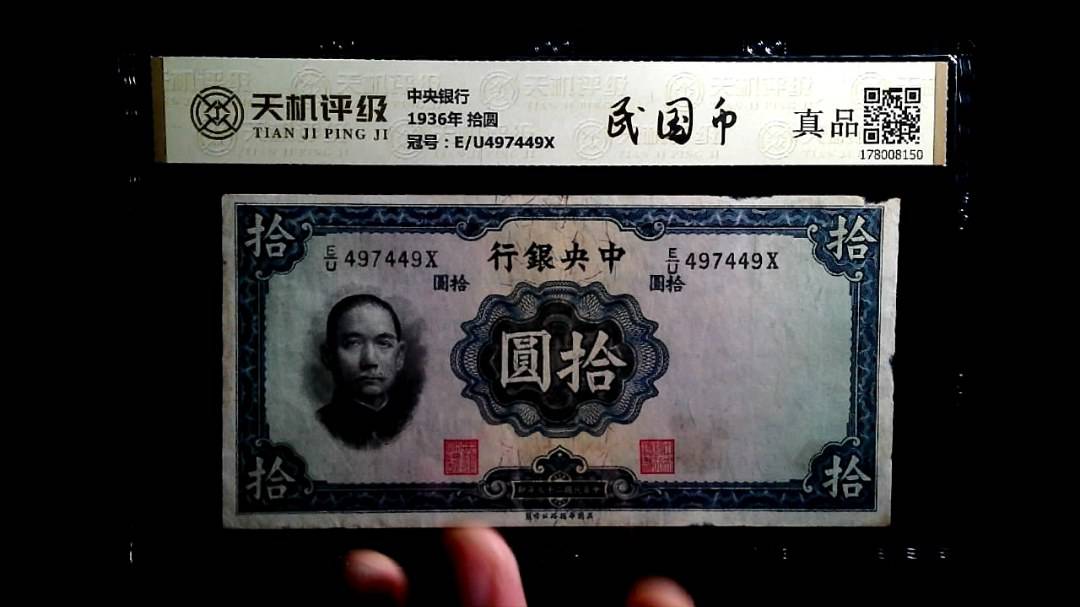 天机评级
TIAN JI PING JI
中央银行
1936年 拾圆
冠号：E/U497449X
民国币
真品
178008150
拾
拾
行銀央中
E/U 497449X
E/U 497449X
圓拾
圓拾
圓拾
拾
拾